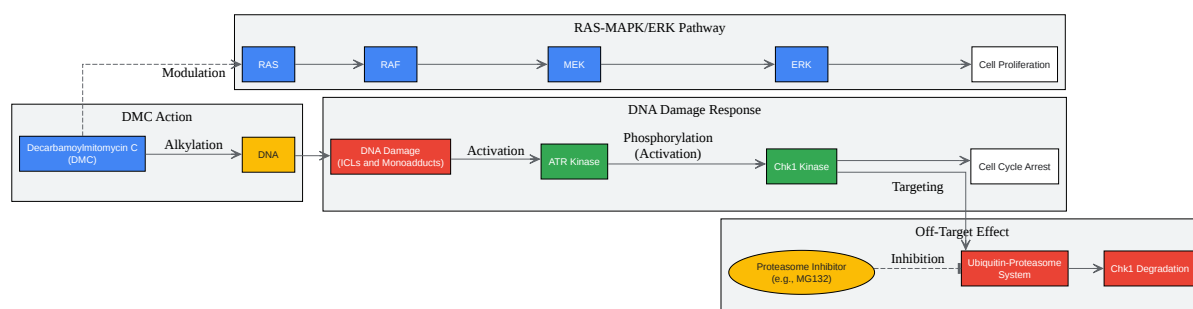 RAS-MAPK/ERK Pathway
Modulation
RAS
RAF
MEK
ERK
Cell Proliferation
DMC Action
Decarbamoylmitomycin C
(DMC)
Alkylation
DNA
DNA Damage Response
DNA Damage
(ICLs and Monoadducts)
Activation
ATR Kinase
Phosphorylation
(Activation)
Chk1 Kinase
Cell Cycle Arrest
Targeting
Off-Target Effect
Proteasome Inhibitor
(e.g., MG132)
Inhibition
Ubiquitin-Proteasome
System
Chk1 Degradation